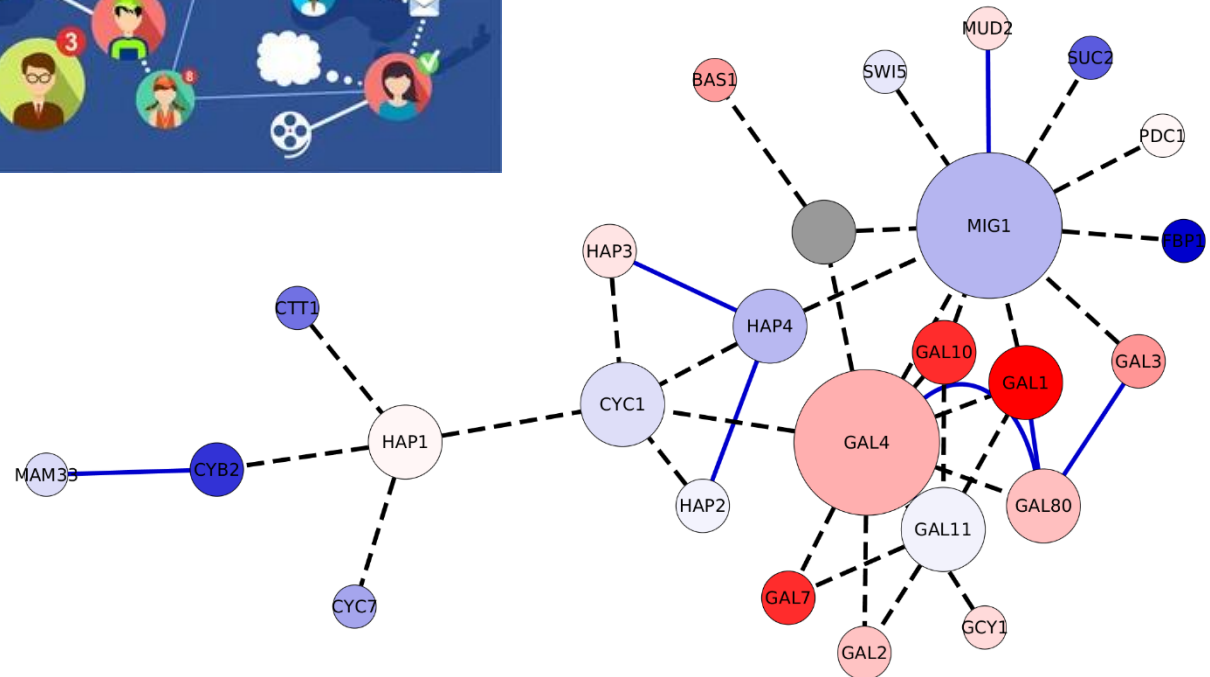 3
8
MUD2
SWI5
SUC2
BAS1
PDC1
MIG1
FBP1
HAP3
CTT1
HAP4
GAL10
GAL3
GAL1
CYC1
HAP1
GAL4
MAM33
CYB2
HAP2
GAL80
GAL11
GAL7
CYC7
GCY1
GAL2